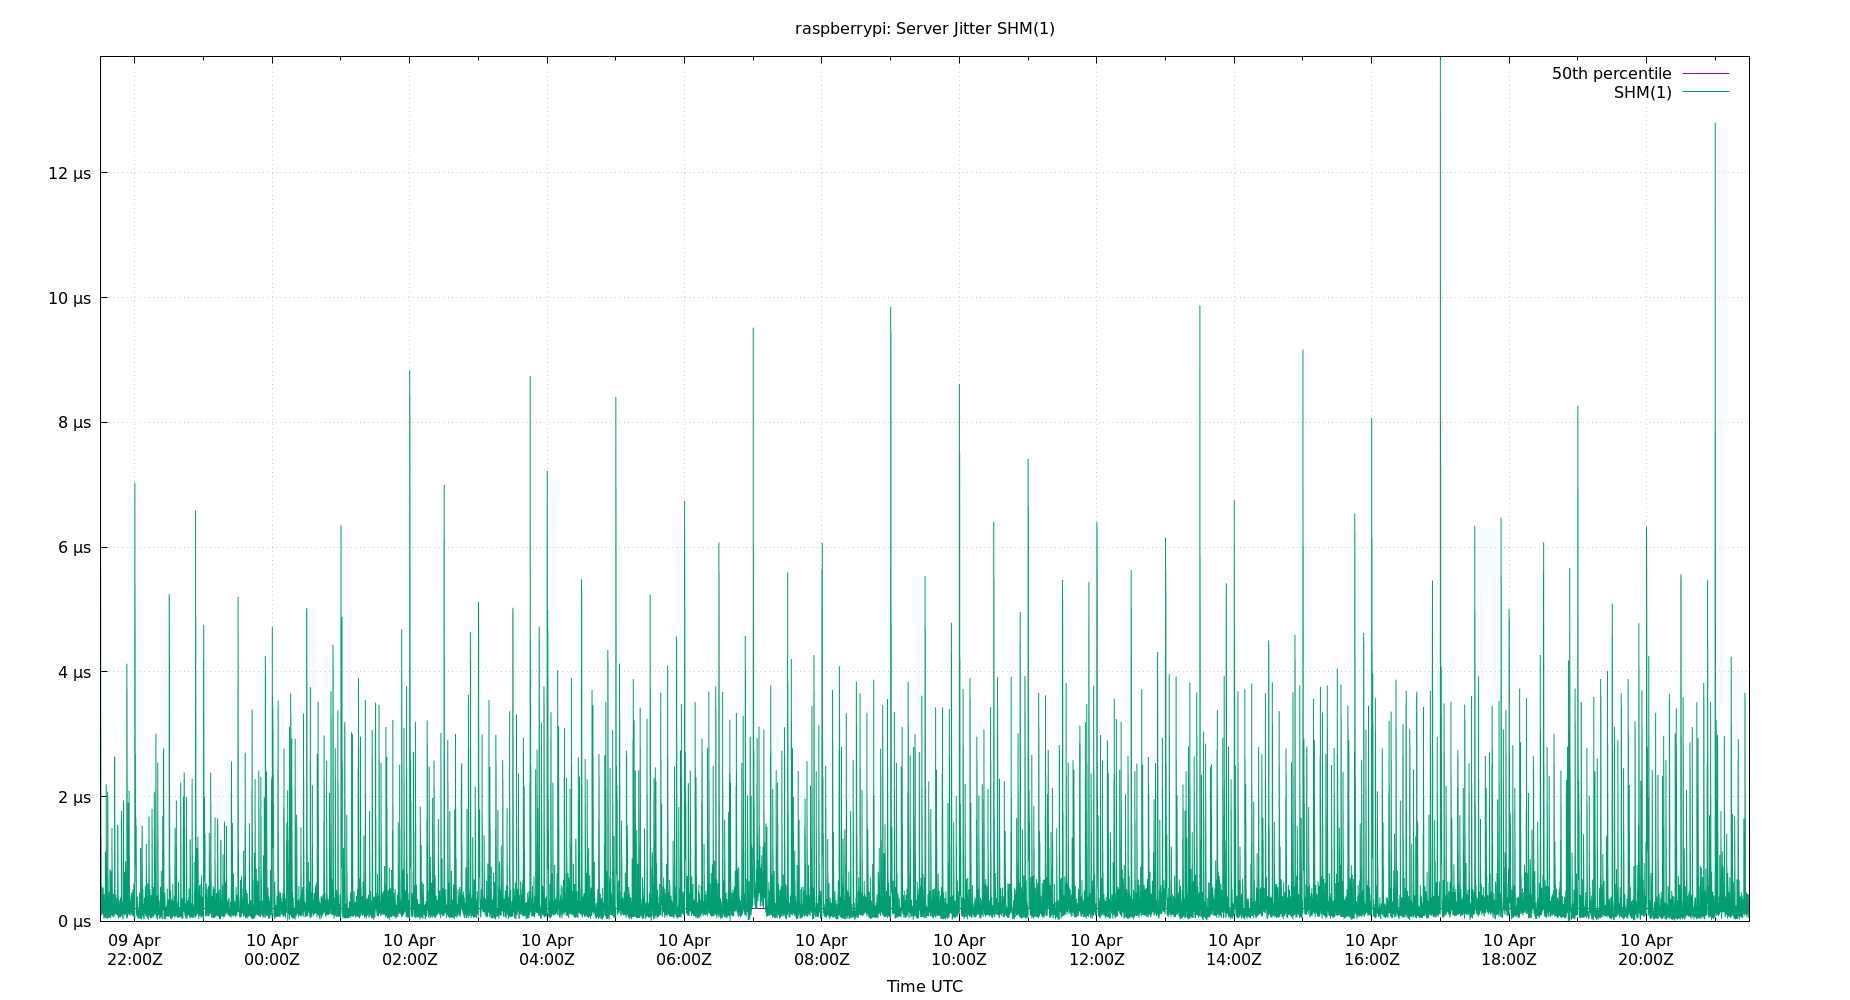 raspberrypi: Server Jitter SHM(1)
50th percentile
SHM(1)
12 µs
10 µs
8 µs
6 µs
4 µs
2 µs
0 µs
09 Apr 10 Apr 10 Apr 10 Apr 10 Apr 10 Apr 10 Apr 10 Apr 10 Apr 10 Apr 10 Apr 10 Apr
22:00Z 00:00Z 02:00Z 04:00Z 06:00Z 08:00Z 10:00Z 12:00Z 14:00Z 16:00Z 18:00Z 20:00Z
Time UTC